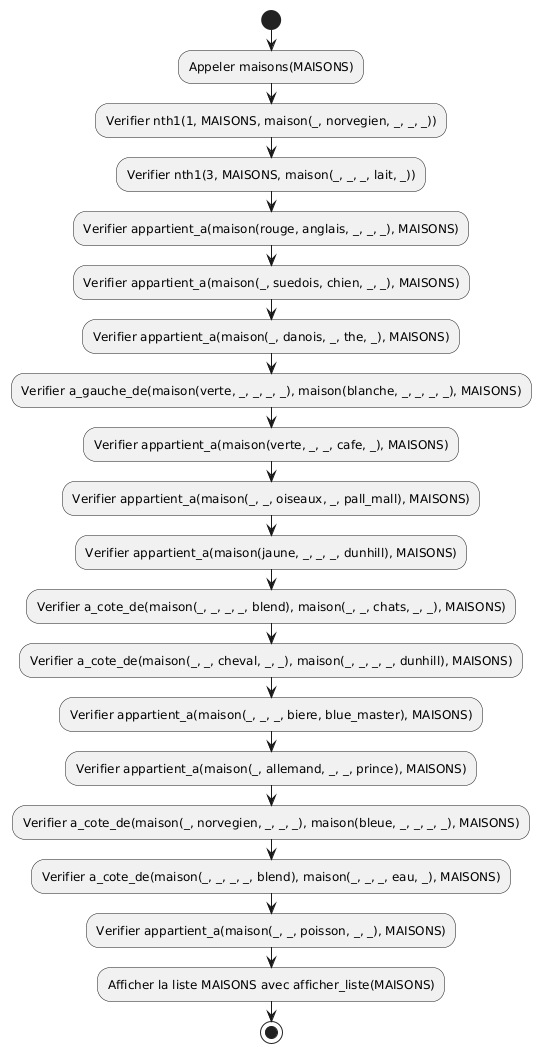 Appeler maisons(MAISONS)
Verifier nth1(1, MAISONS, maison(_, norvegien, _, _, _))
Verifier nth1(3, MAISONS, maison(_, _, _, lait, _))
Verifier appartient_a(maison(rouge, anglais, _, _, _), MAISONS)
Verifier appartient_a(maison(_, suedois, chien, _, _), MAISONS)
Verifier appartient_a(maison(_, danois, _, the, _), MAISONS)
Verifier a_gauche_de(maison(verte, _, _, _, _), maison(blanche, _, _, _, _), MAISONS)
Verifier appartient_a(maison(verte, _, _, cafe, _), MAISONS)
Verifier appartient_a(maison(_, _, oiseaux, _, pall_mall), MAISONS)
Verifier appartient_a(maison(jaune, _, _, _, dunhill), MAISONS)
Verifier a_cote_de(maison(_, _, _, _, blend), maison(_, _, chats, _, _), MAISONS)
Verifier a_cote_de(maison(_, _, cheval, _, _), maison(_, _, _, _, dunhill), MAISONS)
Verifier appartient_a(maison(_, _, _, biere, blue_master), MAISONS)
Verifier appartient_a(maison(_, allemand, _, _, prince), MAISONS)
Verifier a_cote_de(maison(_, norvegien, _, _, _), maison(bleue, _, _, _, _), MAISONS)
Verifier a_cote_de(maison(_, _, _, _, blend), maison(_, _, _, eau, _), MAISONS)
Verifier appartient_a(maison(_, _, poisson, _, _), MAISONS)
Afficher la liste MAISONS avec afficher_liste(MAISONS)